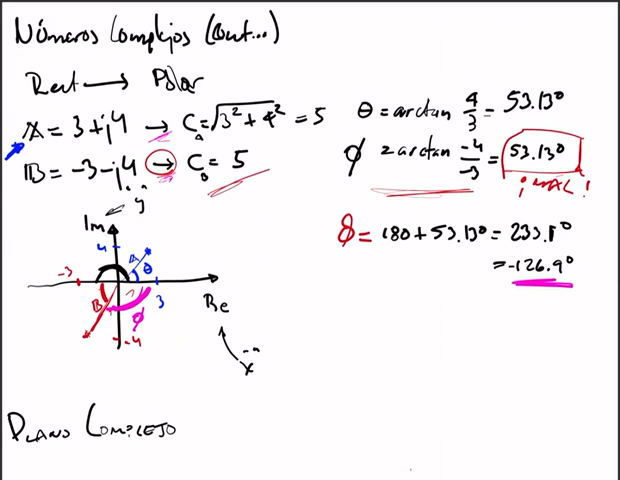 Números Complejos (Cont...)
Rect → Polar
A = 3 + j4 → C_A = √3² + 4² = 5
B = -3 - j4 → C_B = 5
"y"
θ = arctan 4/3 = 53.13°
φ = arctan -4/-3 = 53.13°
¡MAL!
φ = 180 + 53.13° = 233.1°
= -126.9°
Im
4
A
θ
-3
3
B
φ
Re
-4
"x"
Plano Complejo